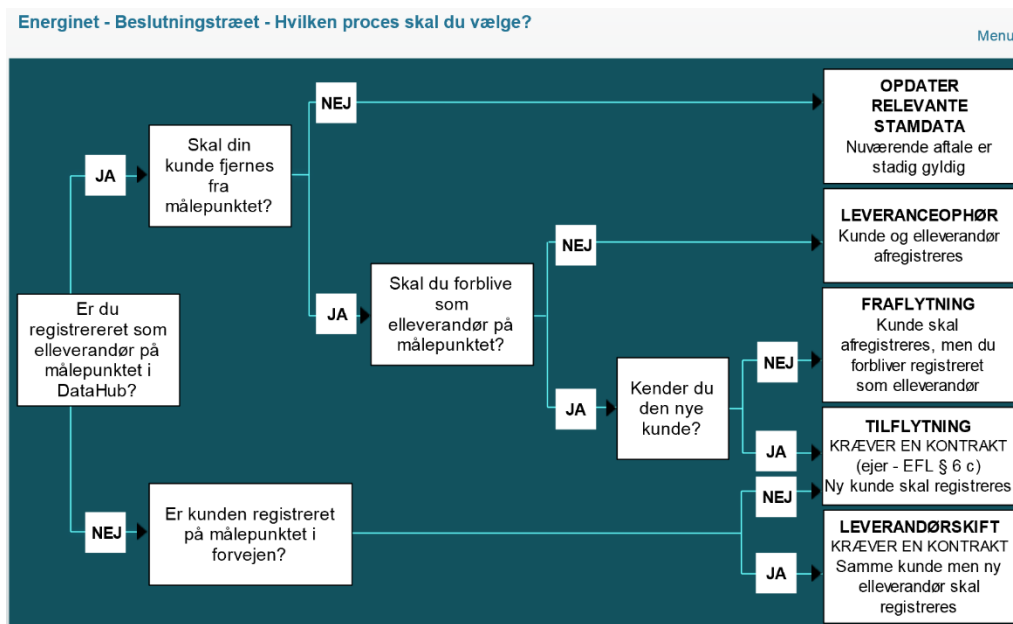 Energinet - Beslutningstræet - Hvilken proces skal du vælge?
Menu
NEJ
OPDATER
RELEVANTE
STAMDATA
Nuværende aftale er
stadig gyldig
JA
Skal din
kunde fjernes
fra
målepunktet?
LEVERANCEOPHØR
Kunde og elleverandør
afregistreres
NEJ
JA
Skal du forblive
som
elleverandør på
målepunktet?
Er du
registrereret som
elleverandør på
målepunktet i
DataHub?
FRAFLYTNING
Kunde skal
afregistreres, men du
forbliver registreret
som elleverandør
NEJ
JA
Kender du
den nye
kunde?
JA
TILFLYTNING
KRÆVER EN KONTRAKT
(ejer - EFL § 6 c)
Ny kunde skal registreres
NEJ
NEJ
Er kunden registreret
på målepunktet i
forvejen?
JA
LEVERANDØRSKIFT
KRÆVER EN KONTRAKT
Samme kunde men ny
elleverandør skal
registreres